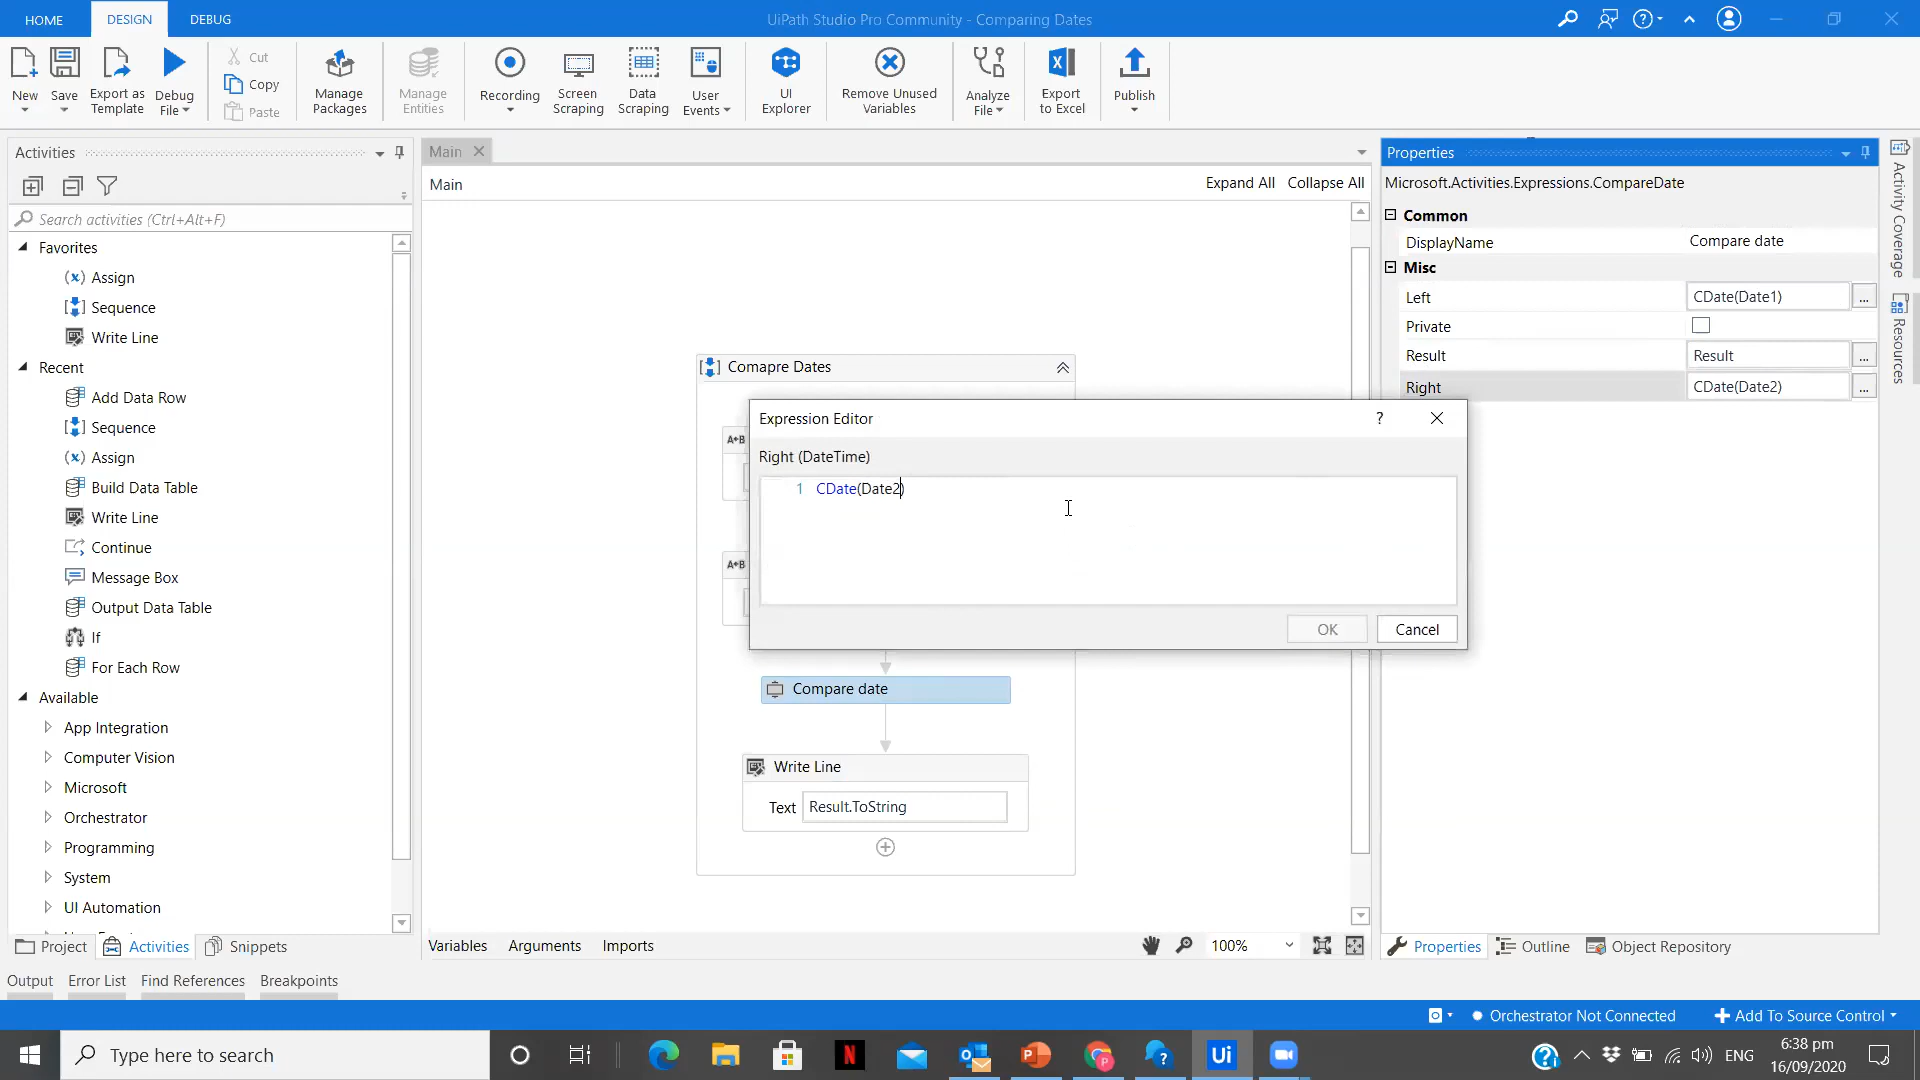 HOME
DESIGN
DEBUG
UiPath Studio Pro Community - Comparing Dates
New
Save
Export as
Template
Debug
File
Cut
Copy
Paste
Manage
Packages
Manage
Entities
Recording
Screen
Scraping
Data
Scraping
User
Events
UI
Explorer
Remove Unused
Variables
Analyze
File
Export
to Excel
Publish
Activities
Search activities (Ctrl+Alt+F)
Favorites
Assign
Sequence
Write Line
Recent
Add Data Row
Sequence
Assign
Build Data Table
Write Line
Continue
Message Box
Output Data Table
If
For Each Row
Available
App Integration
Computer Vision
Microsoft
Orchestrator
Programming
System
UI Automation
Project
Activities
Snippets
Main
Main
Expand All
Collapse All
Comapre Dates
A+B
A+B
Expression Editor
?
Right (DateTime)
1 CDate(Date2)
OK
Cancel
Compare date
Write Line
Text
Result.ToString
Variables
Arguments
Imports
100%
Properties
Microsoft.Activities.Expressions.CompareDate
Common
DisplayName
Compare date
Misc
Left
CDate(Date1)
...
Private
Result
Result
...
Right
CDate(Date2)
...
Activity Coverage
Resources
Properties
Outline
Object Repository
Output
Error List
Find References
Breakpoints
Orchestrator Not Connected
Add To Source Control
Type here to search
Ui
ENG
6:38 pm
16/09/2020